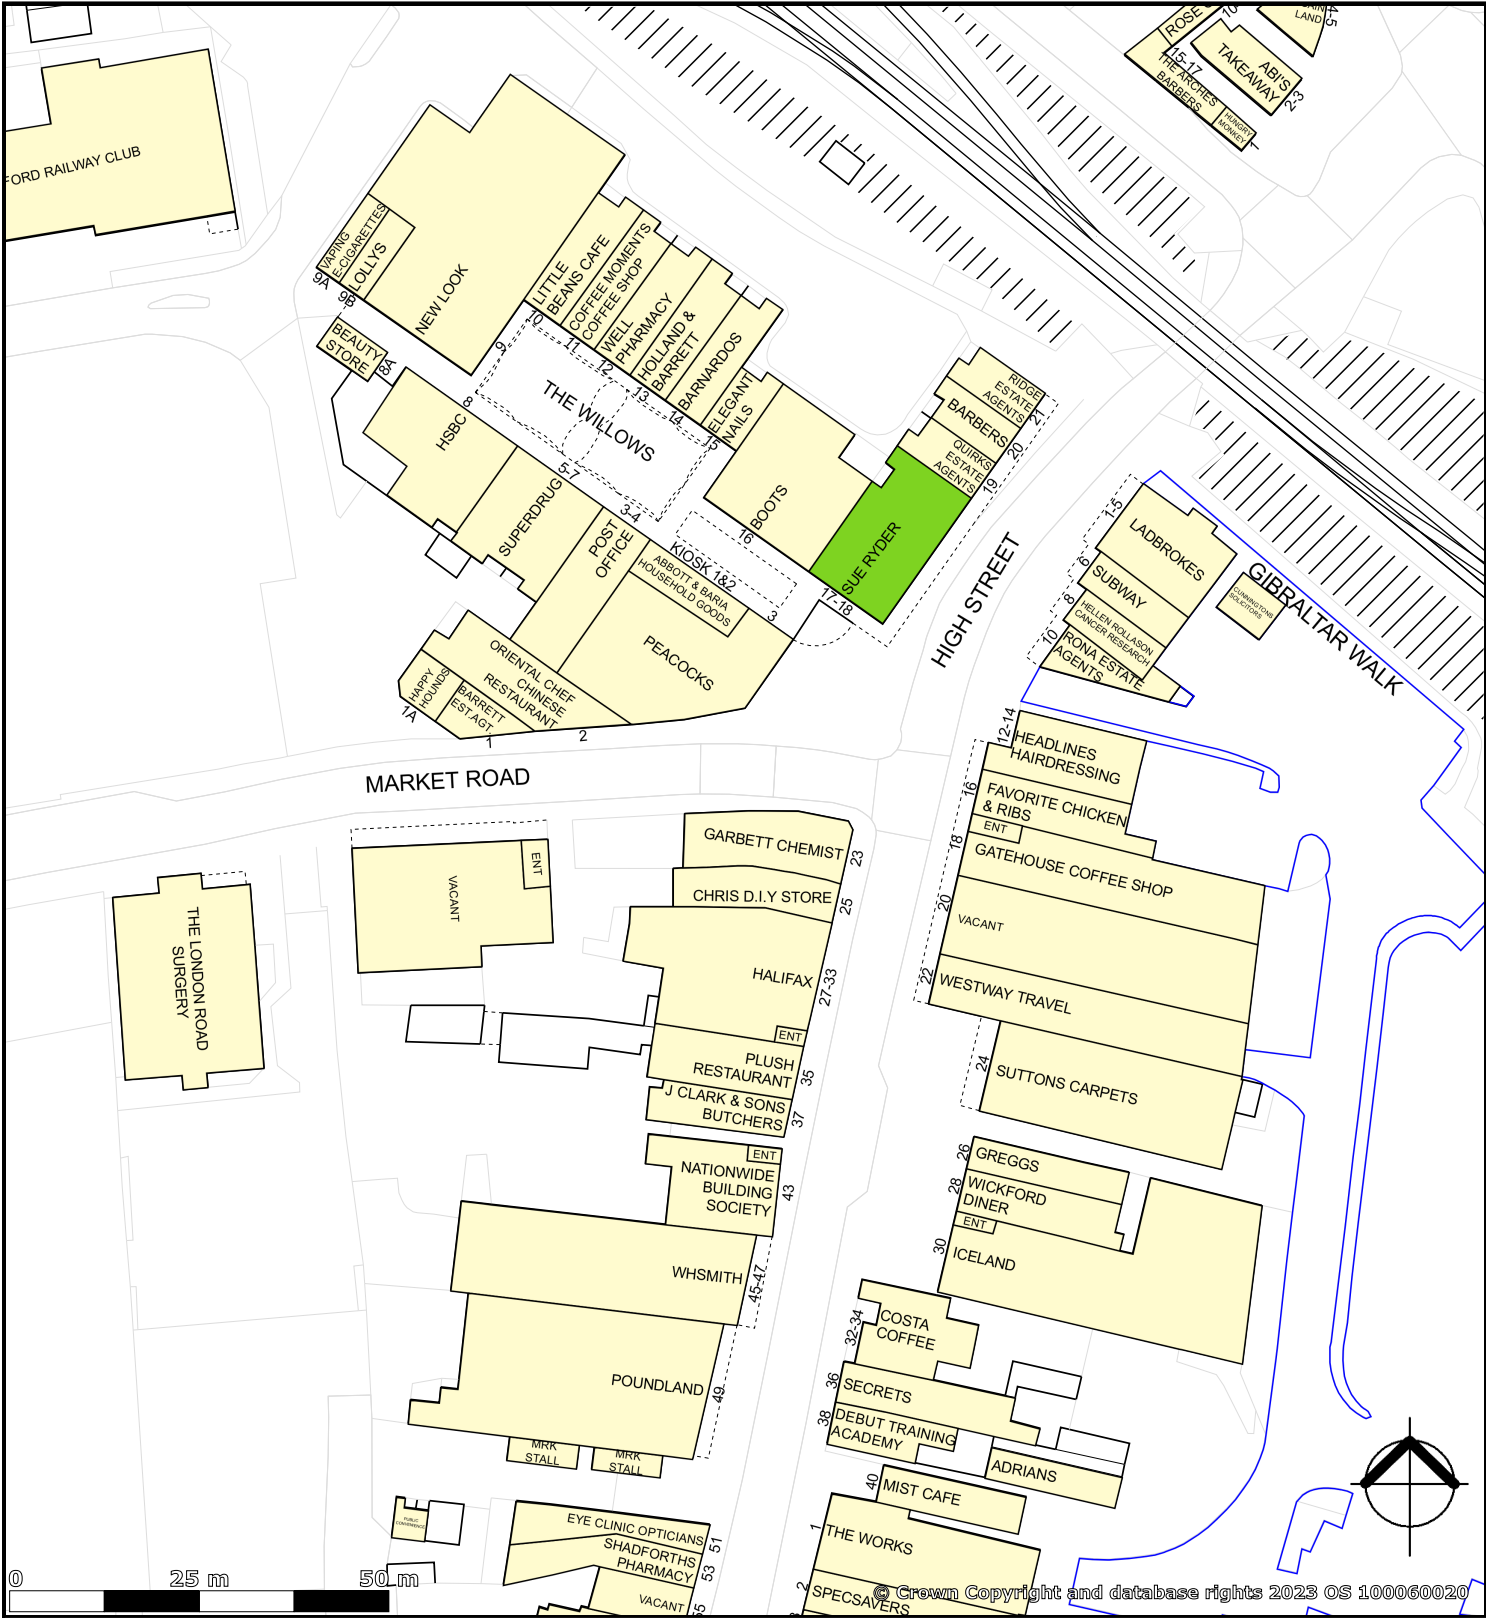 ROSE
10
LAND
4-5
15-17
THE ARCHES
BARBERS
ABI'S
TAKEAWAY
2-3
HUNGRY
MONKEY
1
FORD RAILWAY CLUB
VAPING
E-CIGARETTES
LOLLYS
9A
9B
NEW LOOK
9
BEAUTY
STORE
8A
LITTLE
BEANS CAFE
10
COFFEE MOMENTS
COFFEE SHOP
11
WELL
PHARMACY
12
HOLLAND &
BARRETT
13
BARNARDOS
14
ELEGANT
NAILS
15
THE WILLOWS
HSBC
8
SUPERDRUG
5-7
POST
OFFICE
3-4
KIOSK 1&2
ABBOTT & BARIA
HOUSEHOLD GOODS
3
PEACOCKS
BOOTS
16
SUE RYDER
17-18
RIDGE
ESTATE
AGENTS
21
BARBERS
20
QUIRKS
ESTATE
AGENTS
19
ORIENTAL CHEF
CHINESE
RESTAURANT
2
HAPPY
HOUNDS
1A
BARRETT
EST.AGT.
1
HIGH STREET
MARKET ROAD
GIBRALTAR WALK
1-5
LADBROKES
6
SUBWAY
8
HELLEN ROLLASON
CANCER RESEARCH
10
RONA ESTATE
AGENTS
CUNNINGTONS
SOLICITORS
12-14
HEADLINES
HAIRDRESSING
16
FAVORITE CHICKEN
& RIBS
ENT
18
GATEHOUSE COFFEE SHOP
20
VACANT
22
WESTWAY TRAVEL
24
SUTTONS CARPETS
26
GREGGS
28
WICKFORD
DINER
ENT
30
ICELAND
32-34
COSTA
COFFEE
36
SECRETS
38
DEBUT TRAINING
ACADEMY
ADRIANS
40
MIST CAFE
1
THE WORKS
2
SPECSAVERS
GARBETT CHEMIST
23
CHRIS D.I.Y STORE
25
HALIFAX
27-33
ENT
PLUSH
RESTAURANT
35
J CLARK & SONS
BUTCHERS
37
ENT
NATIONWIDE
BUILDING
SOCIETY
43
WHSMITH
45-47
POUNDLAND
49
MRK
STALL
MRK
STALL
EYE CLINIC OPTICIANS
51
SHADFORTHS
PHARMACY
53
VACANT
55
VACANT
ENT
THE LONDON ROAD
SURGERY
PUBLIC
CONVENIENCE
0
25 m
50 m
© Crown Copyright and database rights 2023 OS 100060020